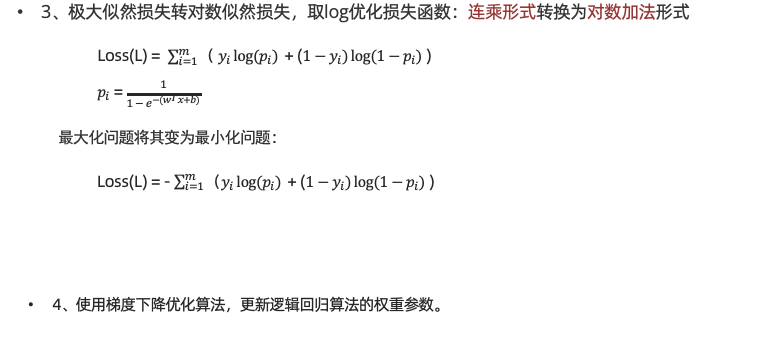 • 3、极大似然损失转对数似然损失，取log优化损失函数：连乘形式转换为对数加法形式
Loss(L) = ∑_{i=1}^{m}（ y_i log(p_i) + (1 − y_i) log(1 − p_i) ）
p_i = 1 / (1 − e^{−(w^T x+b)})
最大化问题将其变为最小化问题：
Loss(L) = - ∑_{i=1}^{m}（y_i log(p_i) + (1 − y_i) log(1 − p_i) ）
• 4、使用梯度下降优化算法，更新逻辑回归算法的权重参数。